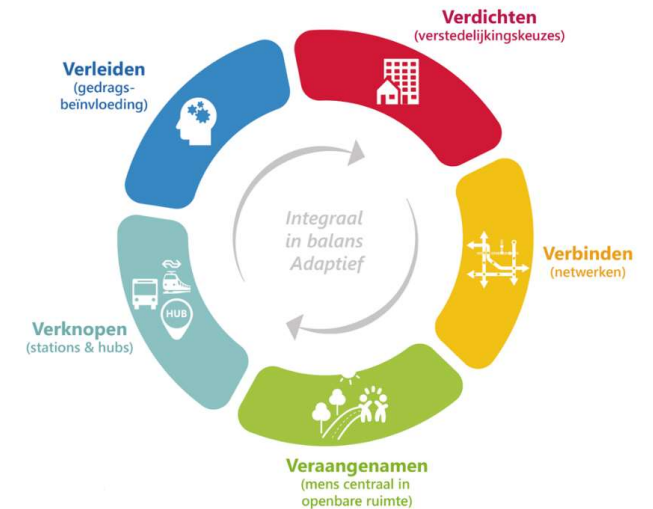 Verdichten
(verstedelijkingskeuzes)
Verleiden
(gedrags-
beïnvloeding)
Integraal
in balans
Adaptief
Verbinden
(netwerken)
HUB
Verknopen
(stations & hubs)
Veraangenamen
(mens centraal in
openbare ruimte)